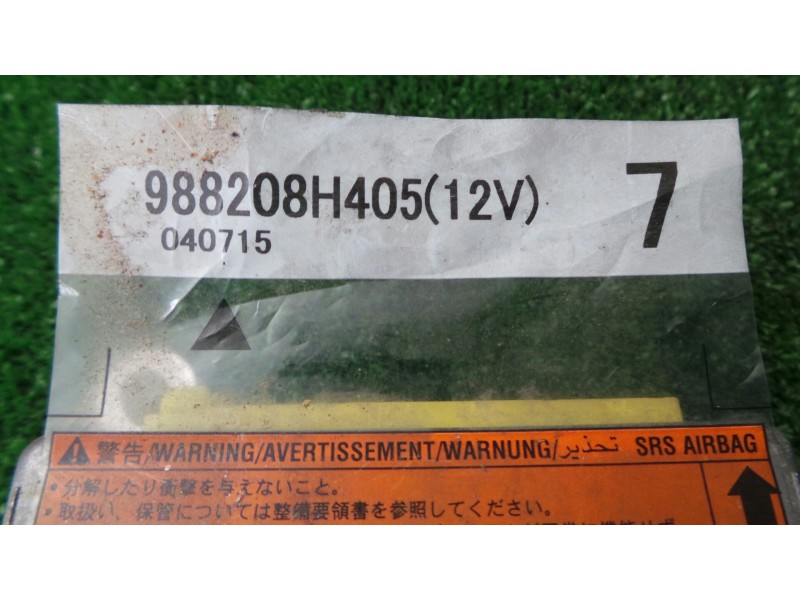 988208H405(12V) 7
040715
警告/WARNING/AVERTISSEMENT/WARNUNG/تحذير SRS AIRBAG
・分解したり衝撃を与えないこと。
・取扱い、保管については整備要領書を参照してください。